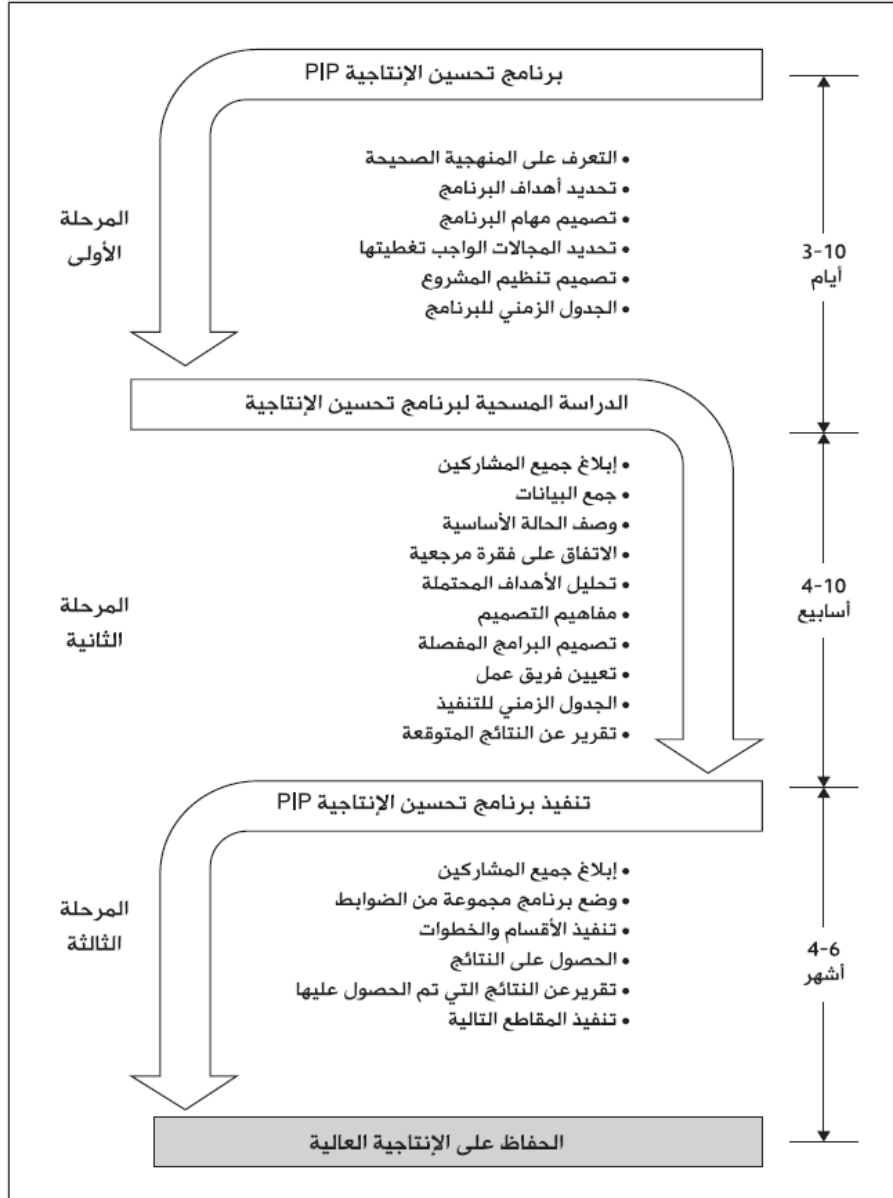 برنامج تحسين الإنتاجية PIP
• التعرف على المنهجية الصحيحة
• تحديد أهداف البرنامج
• تصميم مهام البرنامج
• تحديد المجالات الواجب تغطيتها
• تصميم تنظيم المشروع
• الجدول الزمني للبرنامج
المرحلة
الأولى
3-10
أيام
الدراسة المسحية لبرنامج تحسين الإنتاجية
• إبلاغ جميع المشاركين
• جمع البيانات
• وصف الحالة الأساسية
• الاتفاق على فقرة مرجعية
• تحليل الأهداف المحتملة
• مفاهيم التصميم
• تصميم البرامج المفصلة
• تعيين فريق عمل
• الجدول الزمني للتنفيذ
• تقرير عن النتائج المتوقعة
المرحلة
الثانية
4-10
أسابيع
تنفيذ برنامج تحسين الإنتاجية PIP
• إبلاغ جميع المشاركين
• وضع برنامج مجموعة من الضوابط
• تنفيذ الأقسام والخطوات
• الحصول على النتائج
• تقريرعن النتائج التي تم الحصول عليها
• تنفيذ المقاطع التالية
المرحلة
الثالثة
4-6
أشهر
الحفاظ على الإنتاجية العالية